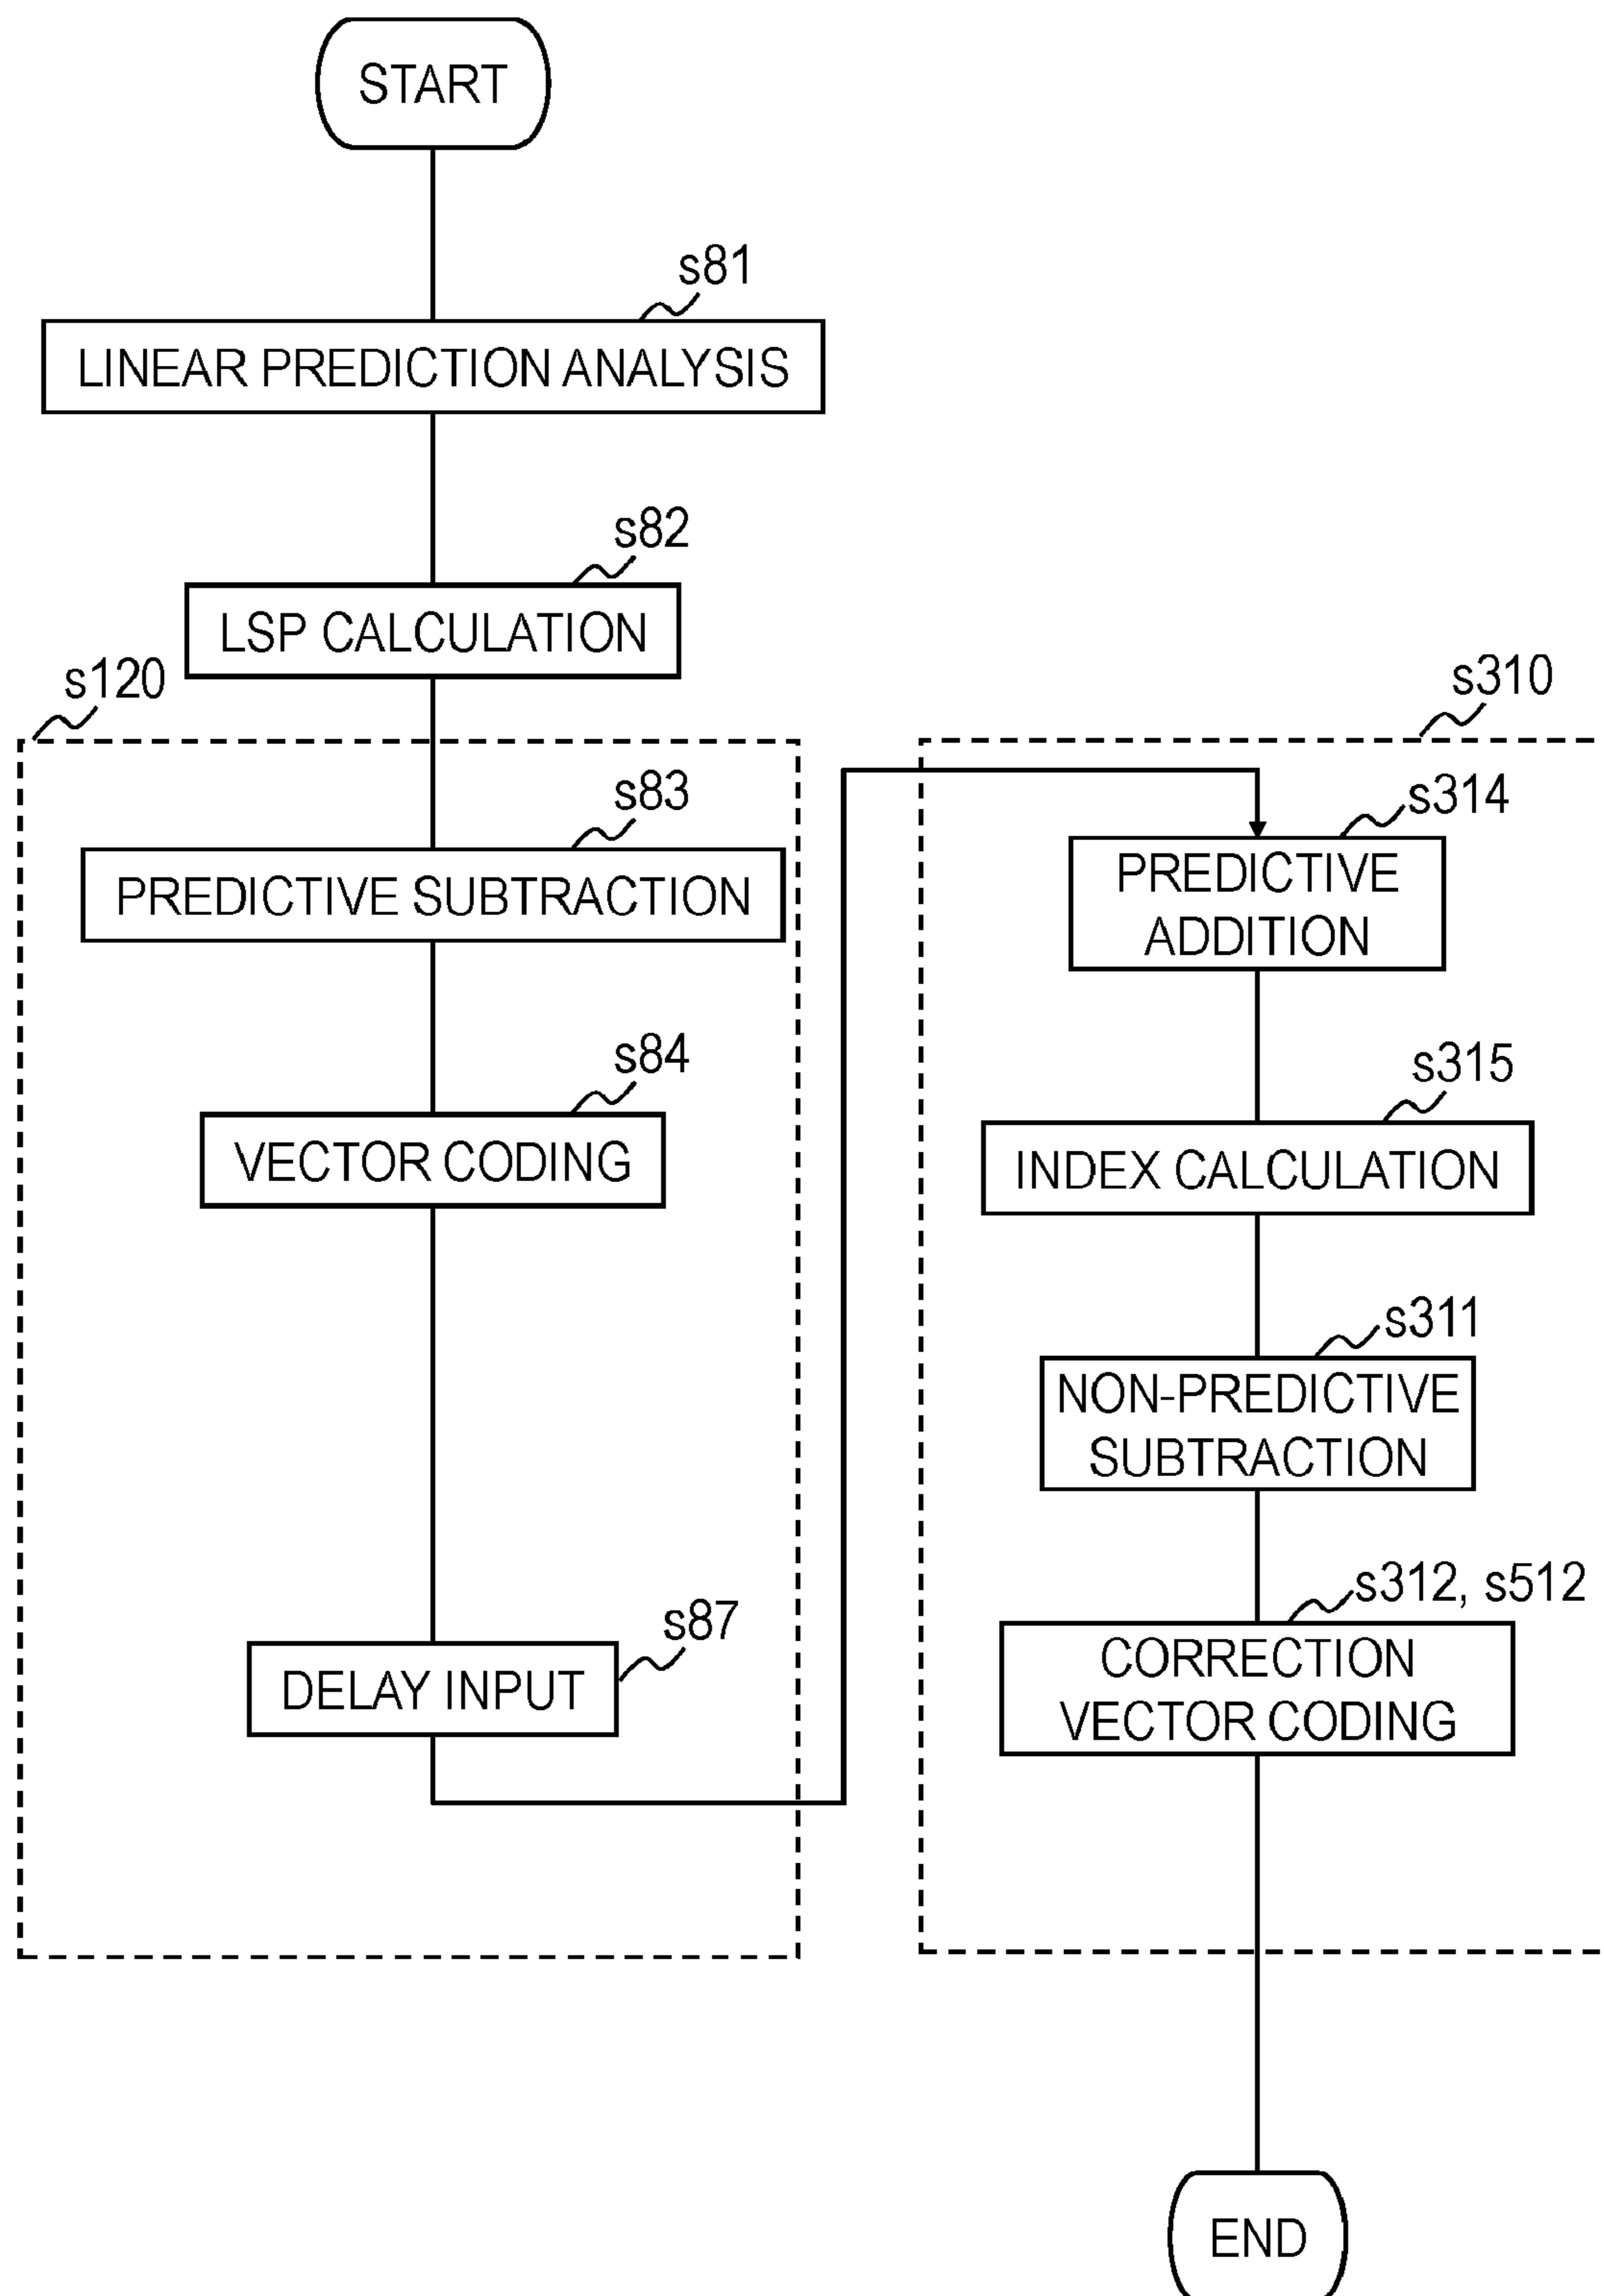 START
s81
LINEAR PREDICTION ANALYSIS
s82
LSP CALCULATION
s120
s83
PREDICTIVE SUBTRACTION
s84
VECTOR CODING
s87
DELAY INPUT
s310
s314
PREDICTIVE
ADDITION
s315
INDEX CALCULATION
s311
NON-PREDICTIVE
SUBTRACTION
s312, s512
CORRECTION
VECTOR CODING
END